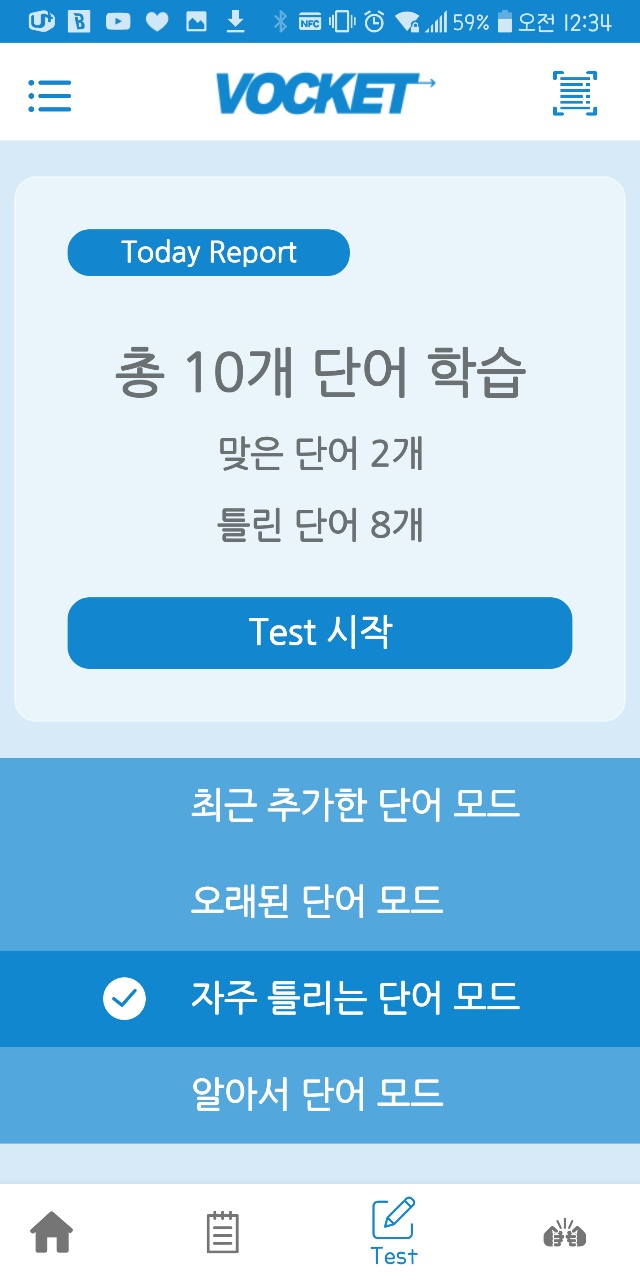 NFC 59% 오전 12:34
VOCKET
Today Report
총 10개 단어 학습
맞은 단어 2개
틀린 단어 8개
Test 시작
최근 추가한 단어 모드
오래된 단어 모드
자주 틀리는 단어 모드
알아서 단어 모드
Test